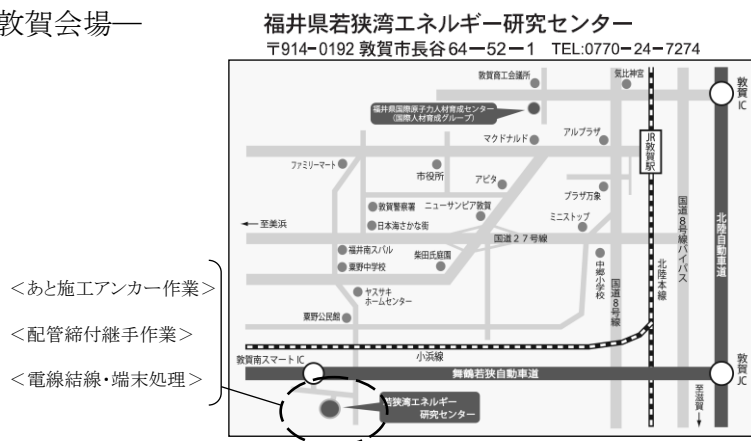 敦賀会場―
福井県若狭湾エネルギー研究センター
〒914-0192 敦賀市長谷64-52-1 TEL:0770-24-7274
敦賀商工会議所
気比神宮
敦賀IC
福井県国際原子力人材育成センター
(国際人材育成グループ)
マクドナルド
アルプラザ
JR敦賀駅
ファミリーマート
市役所
アピタ
プラザ万象
敦賀警察署
ニューサンピア敦賀
ミニストップ
国道8号線バイパス
北陸自動車道
←至美浜
日本海さかな街
国道27号線
福井南スバル
柴田氏庭園
中郷小学校
国道8号線
北陸本線
粟野中学校
ヤスサキ
ホームセンター
粟野公民館
<あと施工アンカー作業>
<配管締付継手作業>
<電線結線・端末処理>
敦賀南スマートIC
小浜線
舞鶴若狭自動車道
敦賀JC
至滋賀→
若狭湾エネルギー
研究センター